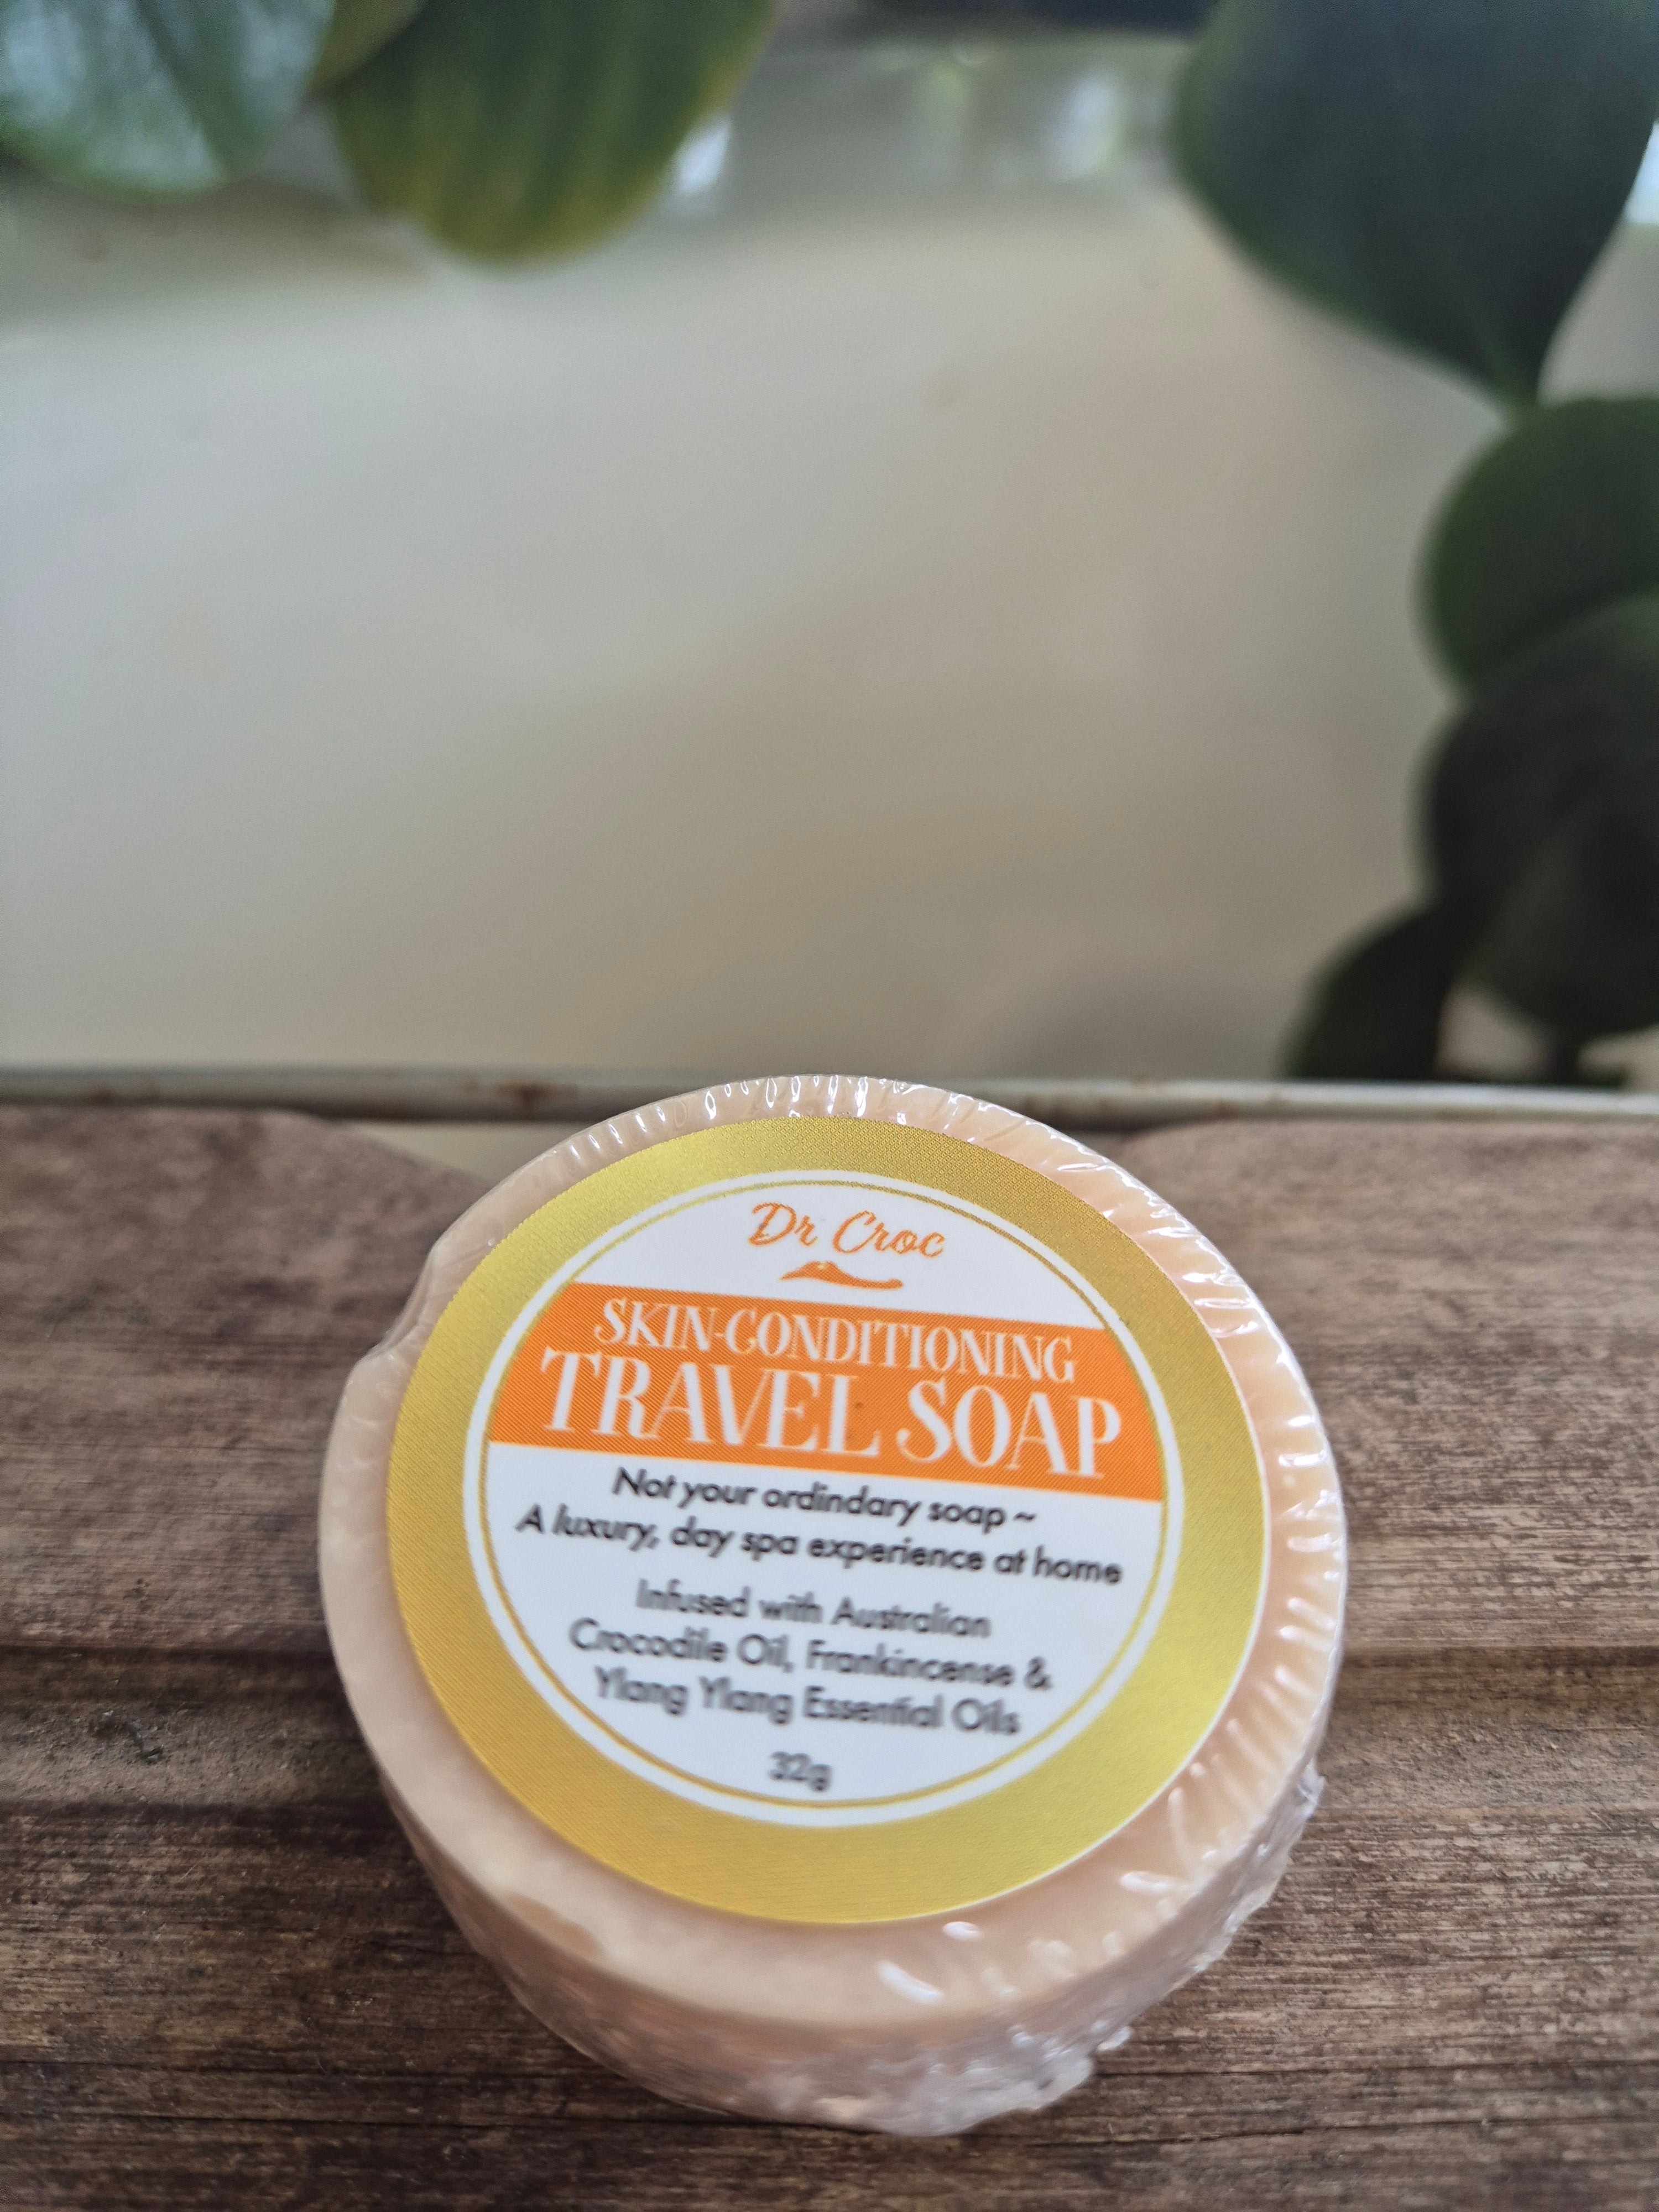 Dr Croc
SKIN-CONDITIONING
TRAVEL SOAP
Not your ordindary soap ~
A luxury, day spa experience at home
Infused with Australian
Crocodile Oil, Frankincense &
Ylang Ylang Essential Oils
32g